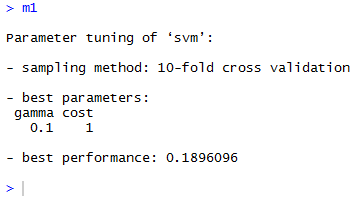 > m1
Parameter tuning of ‘svm’:
- sampling method: 10-fold cross validation
- best parameters:
gamma cost
0.1 1
- best performance: 0.1896096
>